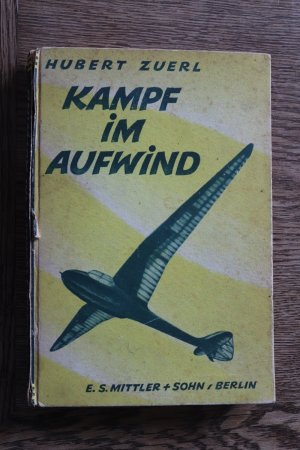 HUBERT ZUERL
KAMPF
iM
AUFWiND
E. S. MITTLER + SOHN, BERLIN